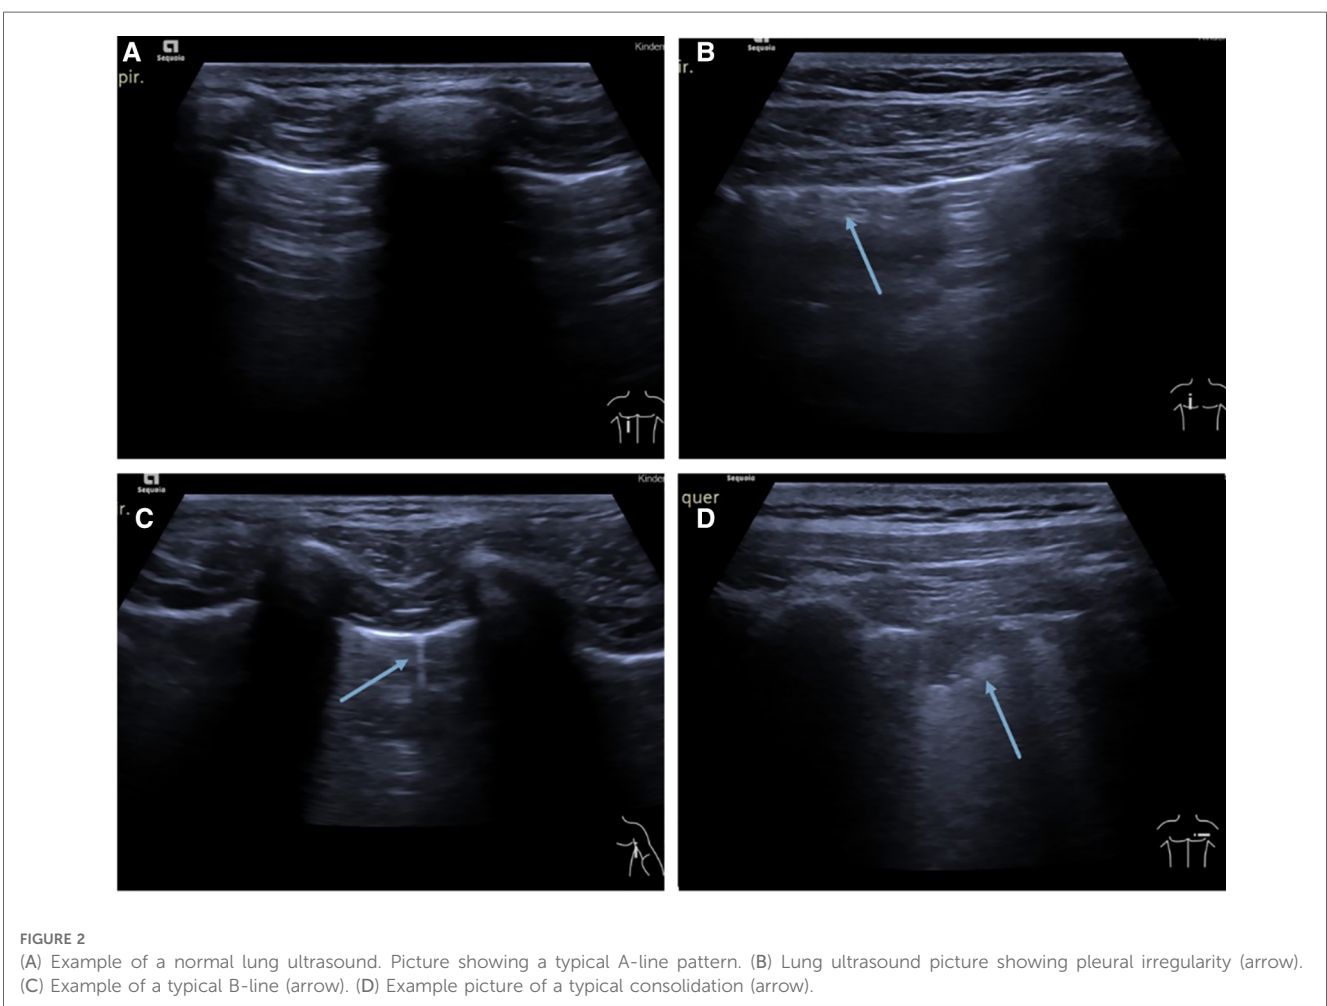 A
Sequoia
Kinder
pir.
B
Sequoia
ir.
C
Sequoia
Kinder
r.
D
Sequoia
quer
FIGURE 2
(A) Example of a normal lung ultrasound. Picture showing a typical A-line pattern. (B) Lung ultrasound picture showing pleural irregularity (arrow).
(C) Example of a typical B-line (arrow). (D) Example picture of a typical consolidation (arrow).